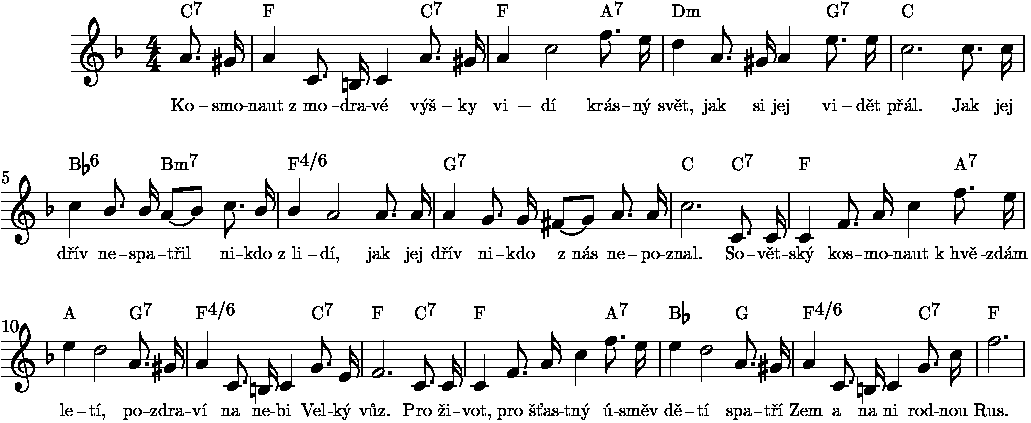 C7 F C7 F A7 Dm G7 C
4 4
Ko – smo – naut z mo – dra – vé výš – ky vi – dí krás – ný svět, jak si jej vi – dět přál. Jak jej
B♭6 Bm7 F4/6 G7 C C7 F A7
5
dřív ne – spa – třil ni – kdo z li – dí, jak jej dřív ni – kdo z nás ne – po – znal. So – vět – ský kos – mo – naut k hvě – zdám
A G7 F4/6 C7 F C7 F A7 B♭ G F4/6 C7 F
10
le – tí, po – zdra – ví na ne – bi Vel – ký vůz. Pro ži – vot, pro šťas – tný ú – směv dě – tí spa – tří Zem a na ni rod – nou Rus.